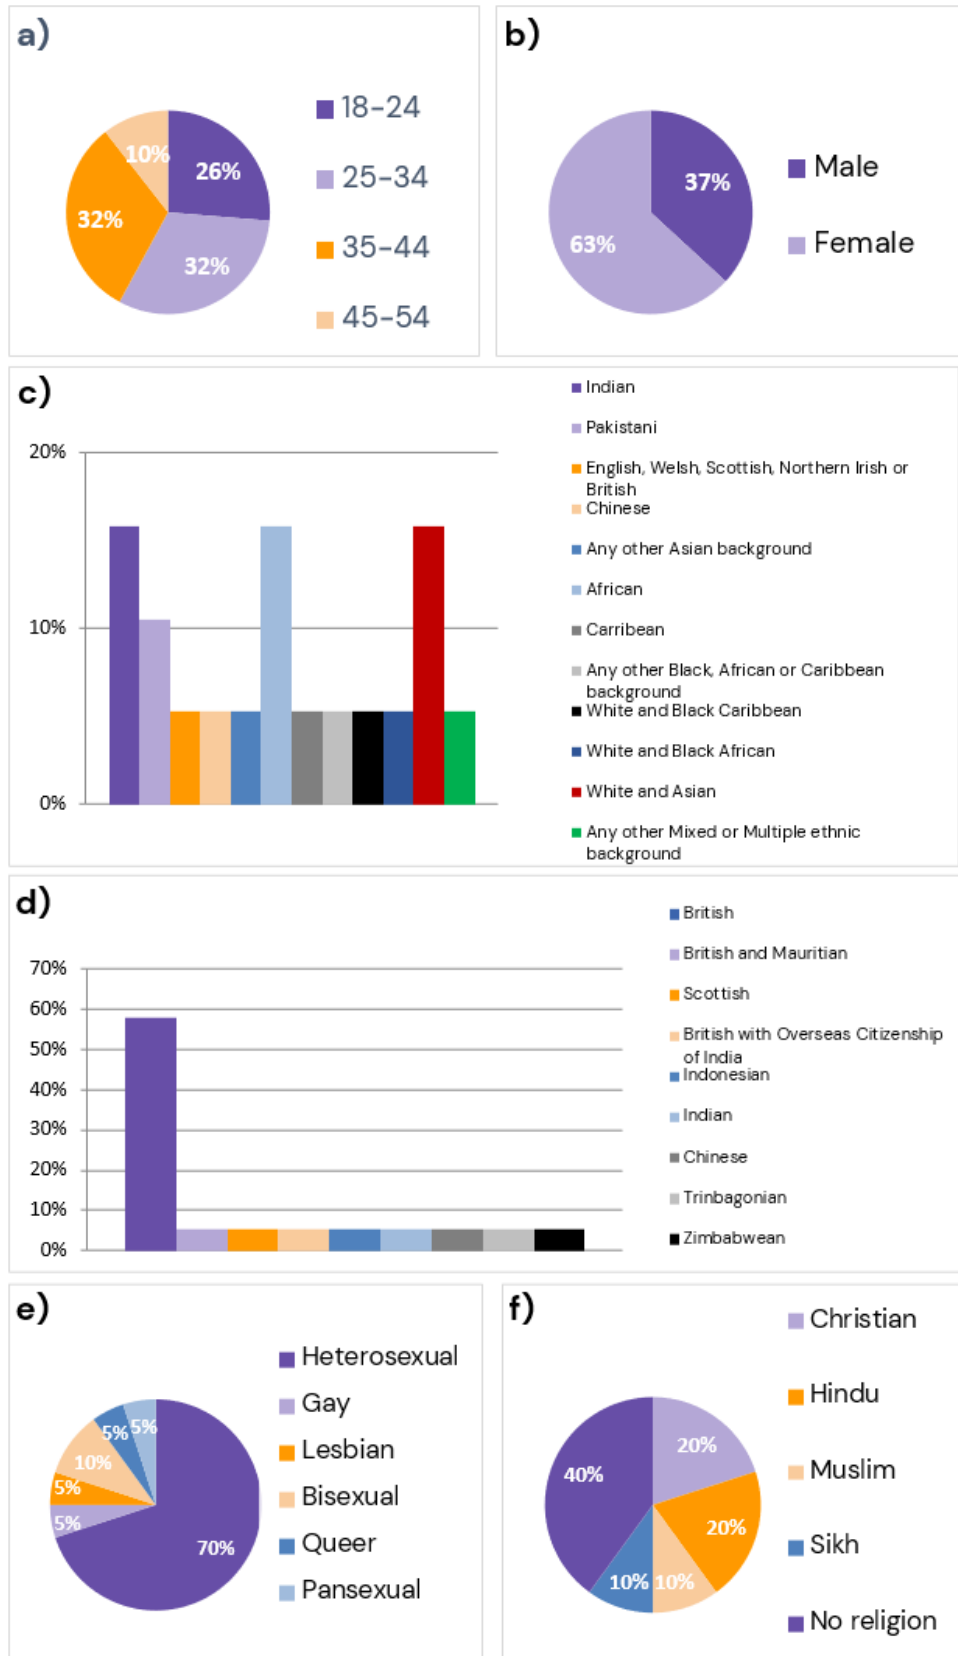 a)
18-24
25-34
35-44
45-54
10%
26%
32%
32%
b)
Male
Female
37%
63%
c)
20%
10%
0%
Indian
Pakistani
English, Welsh, Scottish, Northern Irish or
British
Chinese
Any other Asian background
African
Carribean
Any other Black, African or Caribbean
background
White and Black Caribbean
White and Black African
White and Asian
Any other Mixed or Multiple ethnic
background
d)
70%
60%
50%
40%
30%
20%
10%
0%
British
British and Mauritian
Scottish
British with Overseas Citizenship
of India
Indonesian
Indian
Chinese
Trinbagonian
Zimbabwean
e)
Heterosexual
Gay
Lesbian
Bisexual
Queer
Pansexual
5%
5%
10%
5%
5%
70%
f)
Christian
Hindu
Muslim
Sikh
No religion
20%
40%
20%
10%
10%